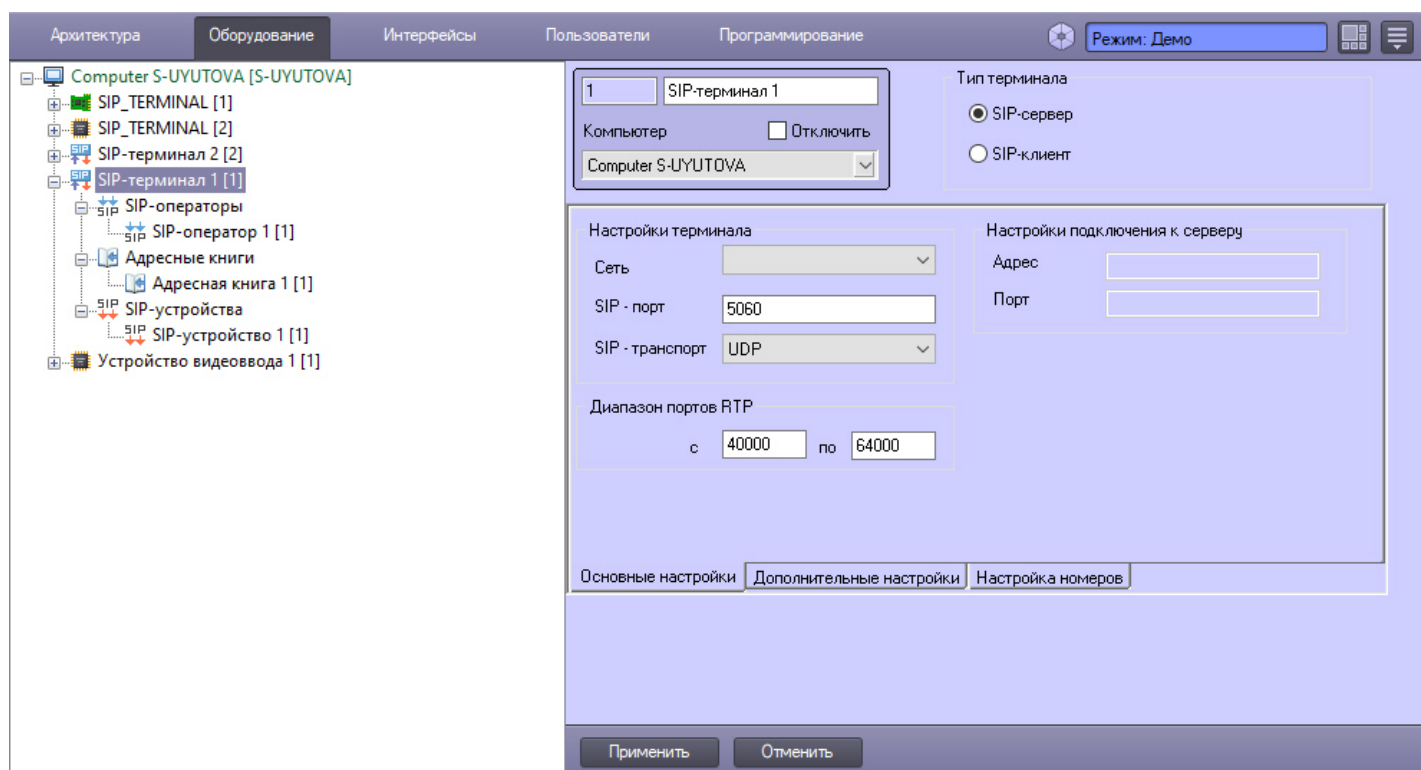 Архитектура Оборудование Интерфейсы Пользователи Программирование Режим: Демо
Computer S-UYUTOVA [S-UYUTOVA]
SIP_TERMINAL [1]
SIP_TERMINAL [2]
SIP-терминал 2 [2]
SIP-терминал 1 [1]
SIP-операторы
SIP-оператор 1 [1]
Адресные книги
Адресная книга 1 [1]
SIP-устройства
SIP-устройство 1 [1]
Устройство видеоввода 1 [1]
1 SIP-терминал 1
Компьютер Отключить
Computer S-UYUTOVA
Тип терминала
SIP-сервер
SIP-клиент
Настройки терминала
Сеть
SIP - порт 5060
SIP - транспорт UDP
Диапазон портов RTP
с 40000 по 64000
Настройки подключения к серверу
Адрес
Порт
Основные настройки Дополнительные настройки Настройка номеров
Применить Отменить